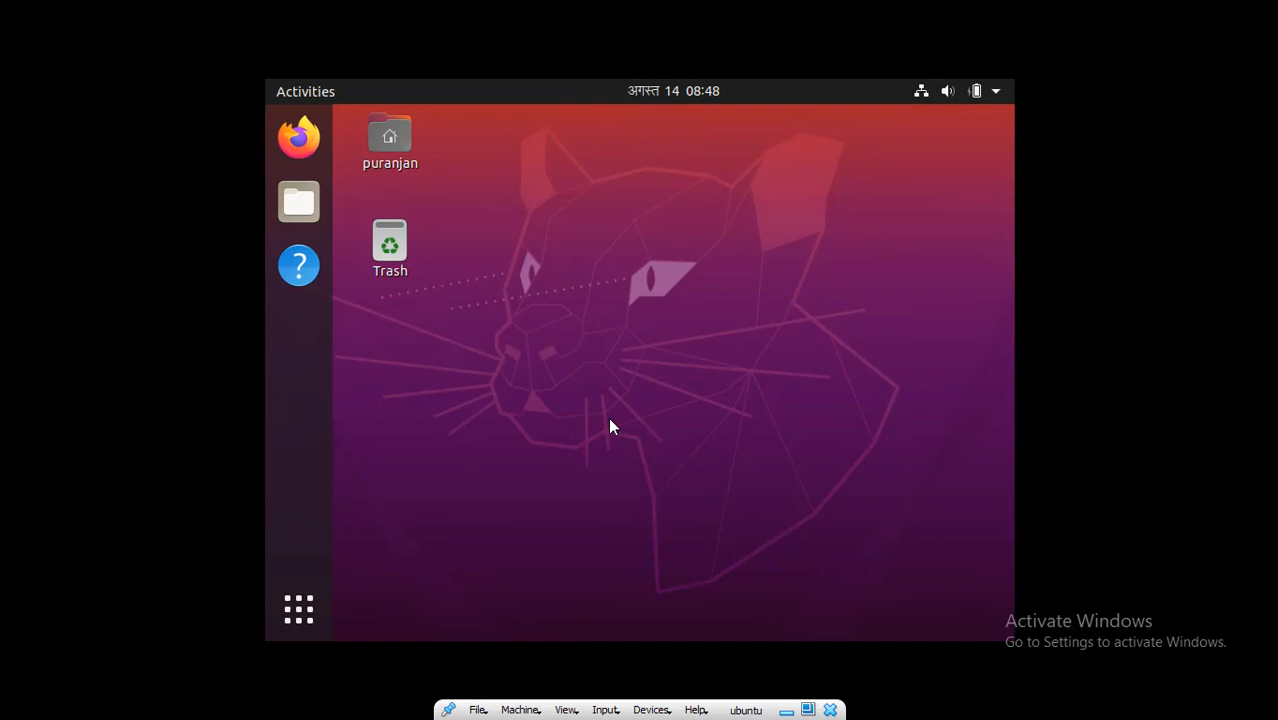 Activities
अगस्त 14 08:48
puranjan
Trash
Activate Windows
Go to Settings to activate Windows.
File Machine View Input Devices Help ubuntu